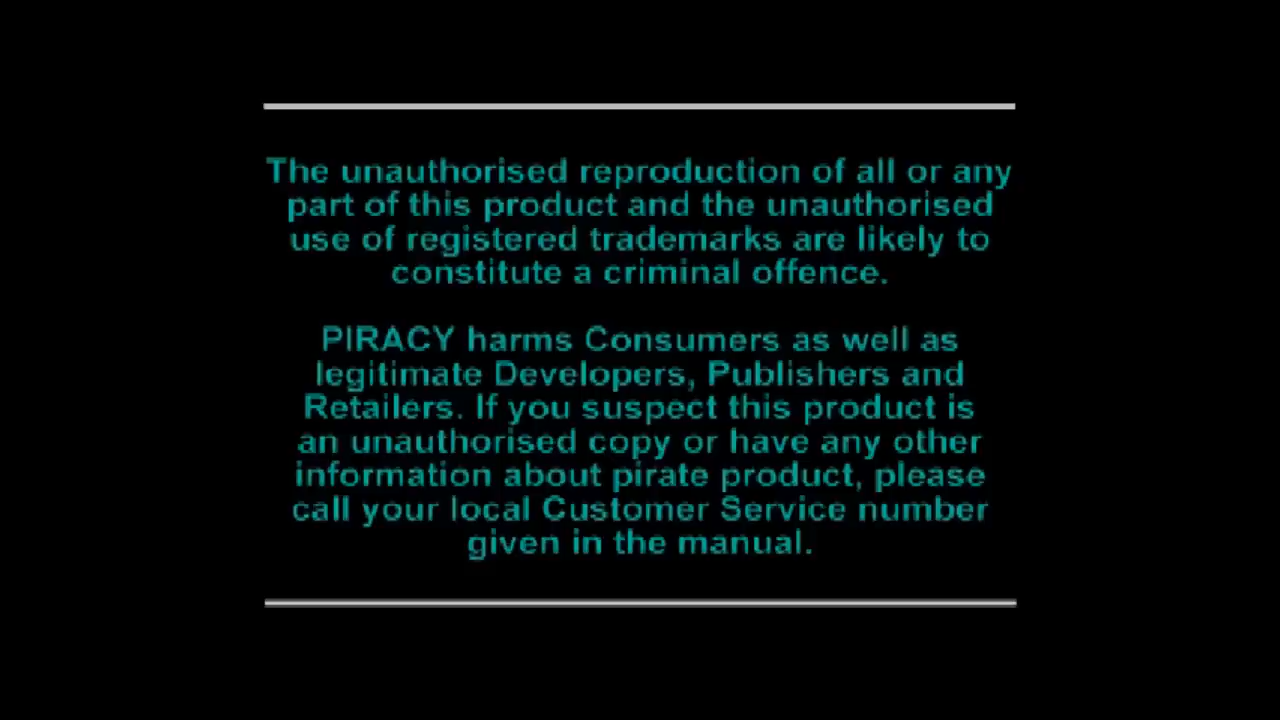 The unauthorised reproduction of all or any
part of this product and the unauthorised
use of registered trademarks are likely to
constitute a criminal offence.
PIRACY harms Consumers as well as
legitimate Developers, Publishers and
Retailers. If you suspect this product is
an unauthorised copy or have any other
information about pirate product, please
call your local Customer Service number
given in the manual.